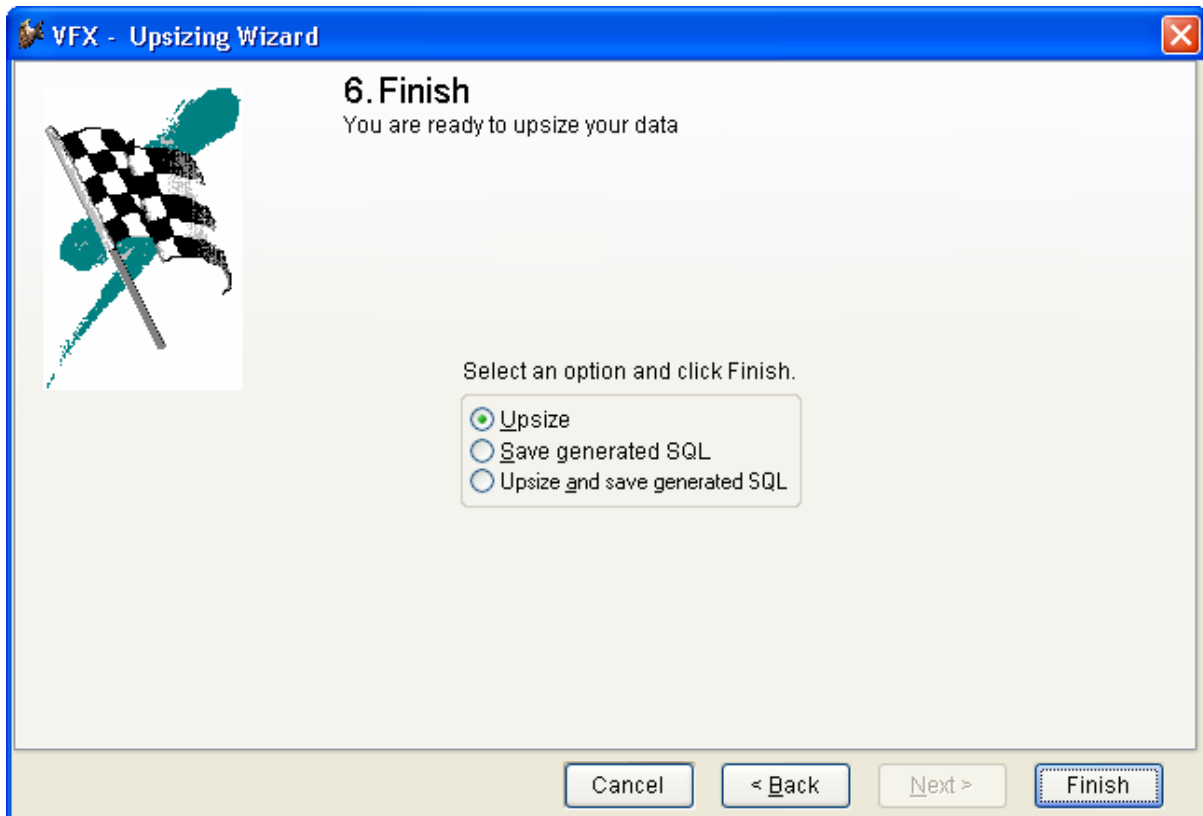 VFX - Upsizing Wizard
6. Finish
You are ready to upsize your data
Select an option and click Finish.
Upsize
Save generated SQL
Upsize and save generated SQL
Cancel
< Back
Next >
Finish